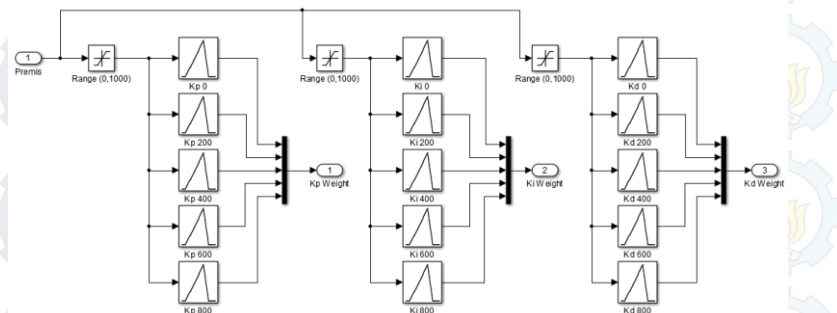 1
Premis
Range (0,1000)
Kp 0
Kp 200
Kp 400
Kp 600
Kp 800
1
Kp Weight
Range (0,1000)
Ki 0
Ki 200
Ki 400
Ki 600
Ki 800
2
Ki Weight
Range (0,1000)
Kd 0
Kd 200
Kd 400
Kd 600
Kd 800
3
Kd Weight